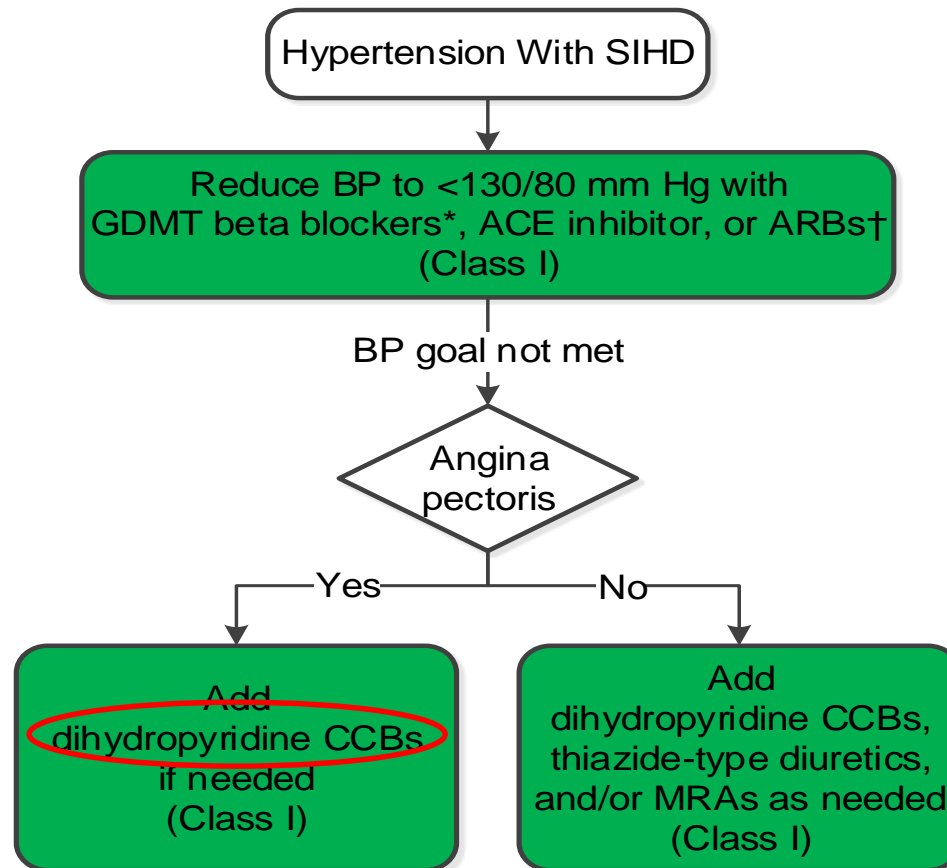 Hypertension With SIHD
Reduce BP to <130/80 mm Hg with
GDMT beta blockers*, ACE inhibitor, or ARBs†
(Class I)
BP goal not met
Angina
pectoris
Yes
No
Add
dihydropyridine CCBs
if needed
(Class I)
Add
dihydropyridine CCBs,
thiazide-type diuretics,
and/or MRAs as needed
(Class I)